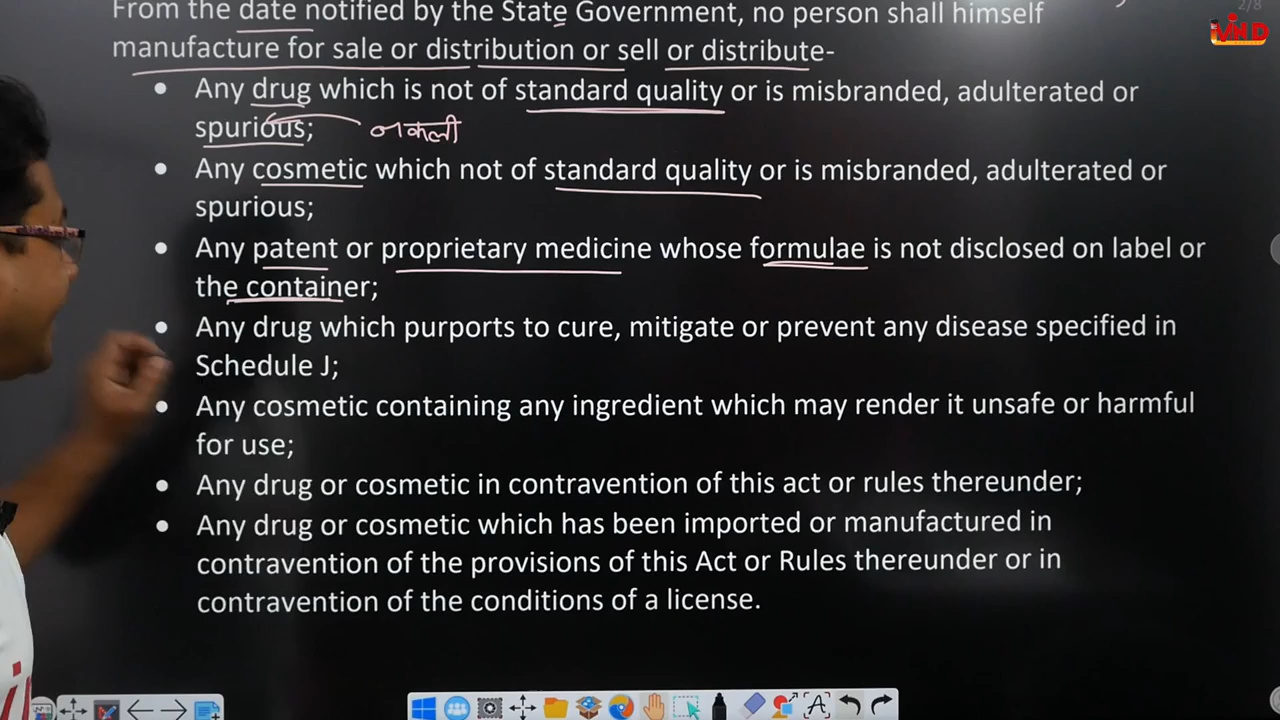 2/8
From the date notified by the State Government, no person shall himself
manufacture for sale or distribution or sell or distribute-
• Any drug which is not of standard quality or is misbranded, adulterated or
spurious; नकली
• Any cosmetic which not of standard quality or is misbranded, adulterated or
spurious;
• Any patent or proprietary medicine whose formulae is not disclosed on label or
the container;
• Any drug which purports to cure, mitigate or prevent any disease specified in
Schedule J;
• Any cosmetic containing any ingredient which may render it unsafe or harmful
for use;
• Any drug or cosmetic in contravention of this act or rules thereunder;
• Any drug or cosmetic which has been imported or manufactured in
contravention of the provisions of this Act or Rules thereunder or in
contravention of the conditions of a license.